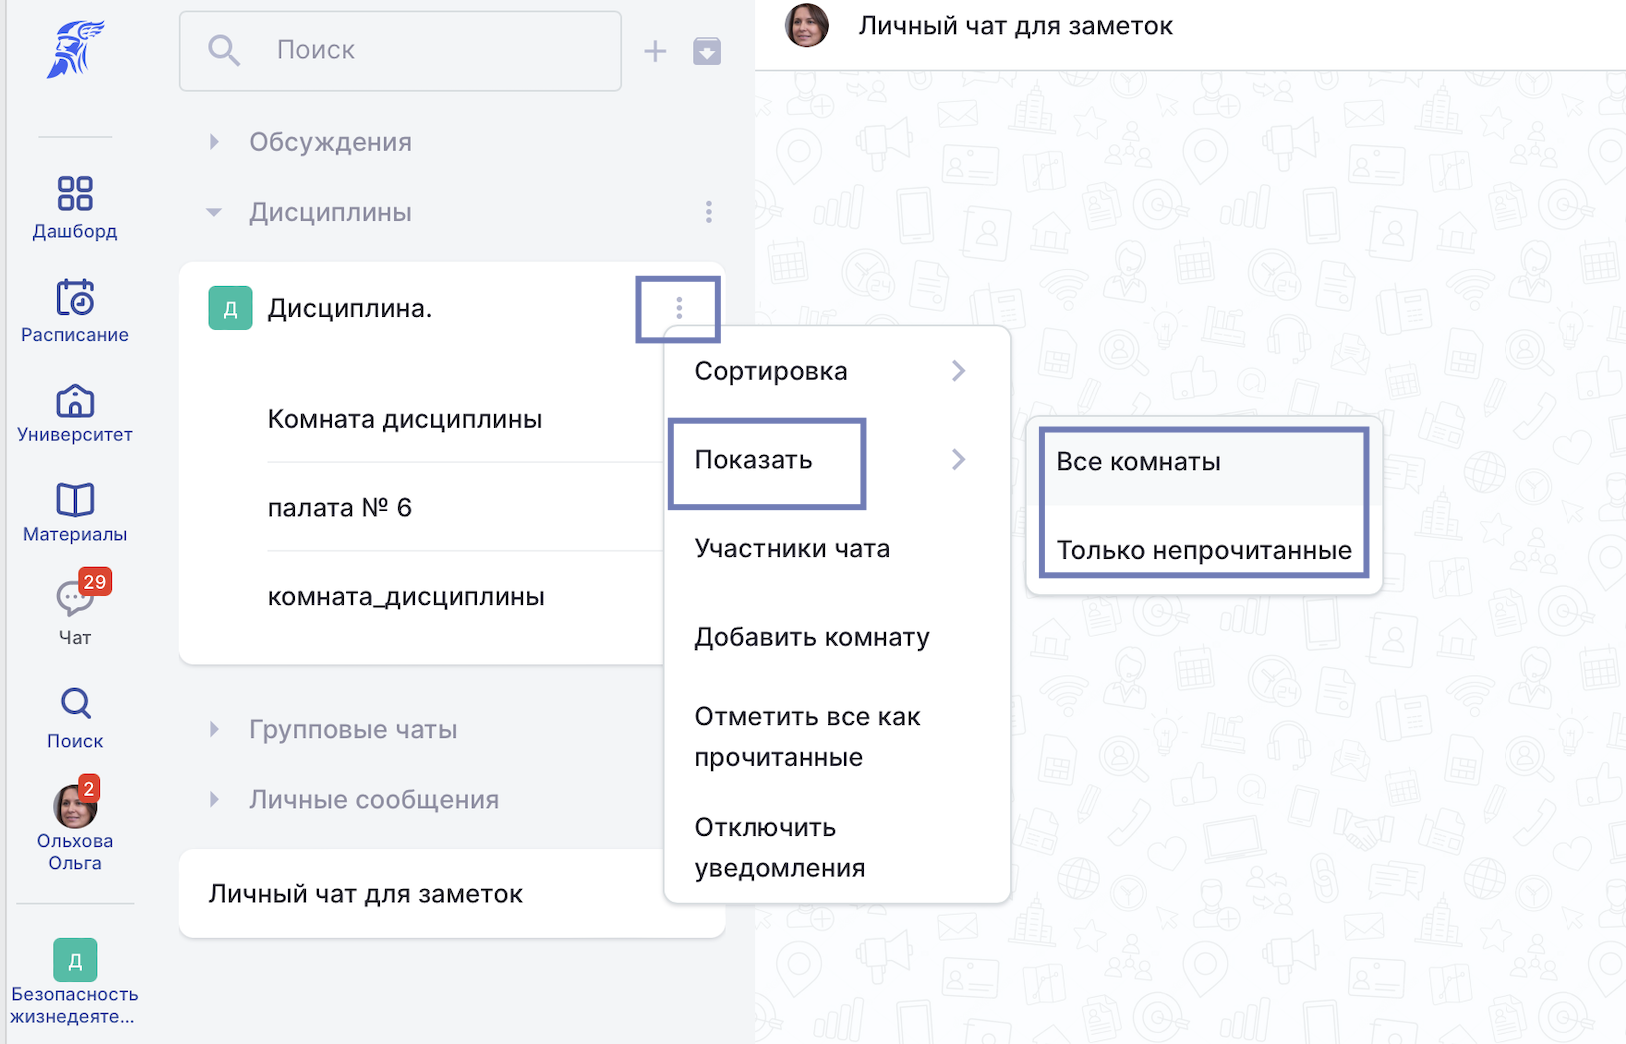 Дашборд
Расписание
Университет
Материалы
29
Чат
Поиск
2
Ольхова
Ольга
Д
Безопасность
жизнедеяте...
Поиск
Обсуждения
Дисциплины
Д
Дисциплина.
Комната дисциплины
палата № 6
комната_дисциплины
Групповые чаты
Личные сообщения
Личный чат для заметок
Сортировка
Показать
Участники чата
Добавить комнату
Отметить все как
прочитанные
Отключить
уведомления
Все комнаты
Только непрочитанные
Личный чат для заметок